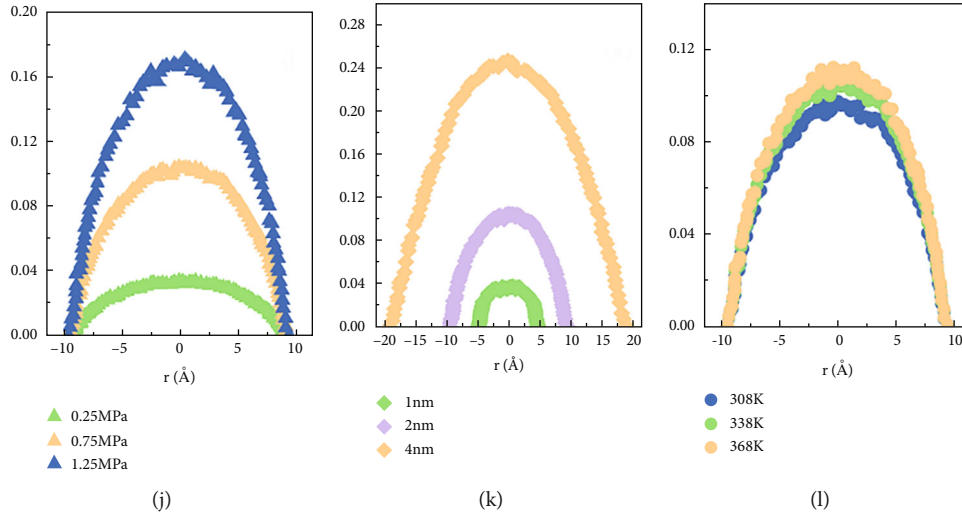 0.20
0.16
0.12
0.08
0.04
0.00
−10 −5 0 5 10
r (Å)
0.25MPa
0.75MPa
1.25MPa
(j)
0.28
0.24
0.20
0.16
0.12
0.08
0.04
0.00
−20 −15 −10 −5 0 5 10 15 20
r (Å)
1nm
2nm
4nm
(k)
0.12
0.08
0.04
0.00
−10 −5 0 5 10
r (Å)
308K
338K
368K
(l)